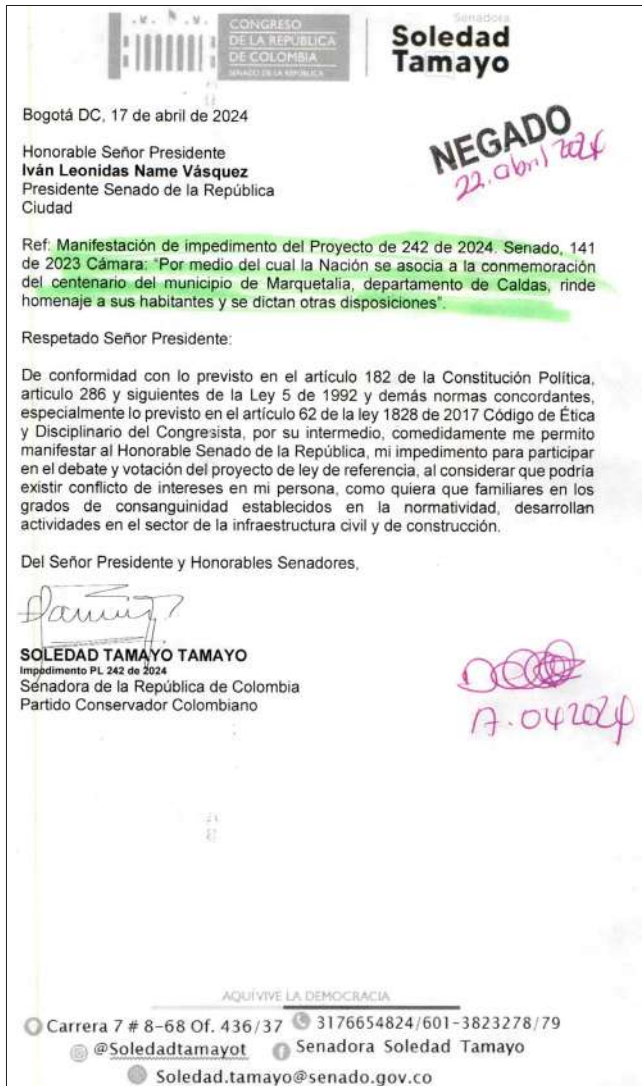 CONGRESO
DE LA REPÚBLICA
DE COLOMBIA
SENADO DE LA REPÚBLICA
Senadora
Soledad
Tamayo
Bogotá DC, 17 de abril de 2024
NEGADO
22. abril 2024
Honorable Señor Presidente
Iván Leonidas Name Vásquez
Presidente Senado de la República
Ciudad
Ref: Manifestación de impedimento del Proyecto de 242 de 2024. Senado, 141
de 2023 Cámara: "Por medio del cual la Nación se asocia a la conmemoración
del centenario del municipio de Marquetalia, departamento de Caldas, rinde
homenaje a sus habitantes y se dictan otras disposiciones".
Respetado Señor Presidente:
De conformidad con lo previsto en el artículo 182 de la Constitución Política,
articulo 286 y siguientes de la Ley 5 de 1992 y demás normas concordantes,
especialmente lo previsto en el artículo 62 de la ley 1828 de 2017 Código de Ética
y Disciplinario del Congresista, por su intermedio, comedidamente me permito
manifestar al Honorable Senado de la República, mi impedimento para participar
en el debate y votación del proyecto de ley de referencia, al considerar que podría
existir conflicto de intereses en mi persona, como quiera que familiares en los
grados de consanguinidad establecidos en la normatividad, desarrollan
actividades en el sector de la infraestructura civil y de construcción.
Del Señor Presidente y Honorables Senadores,
SOLEDAD TAMAYO TAMAYO
Impedimento PL 242 de 2024
Senadora de la República de Colombia
Partido Conservador Colombiano
17.042024
AQUÍ VIVE LA DEMOCRACIA
Carrera 7 # 8-68 Of. 436/37 3176654824/601-3823278/79
@Soledadtamayot Senadora Soledad Tamayo
Soledad.tamayo@senado.gov.co